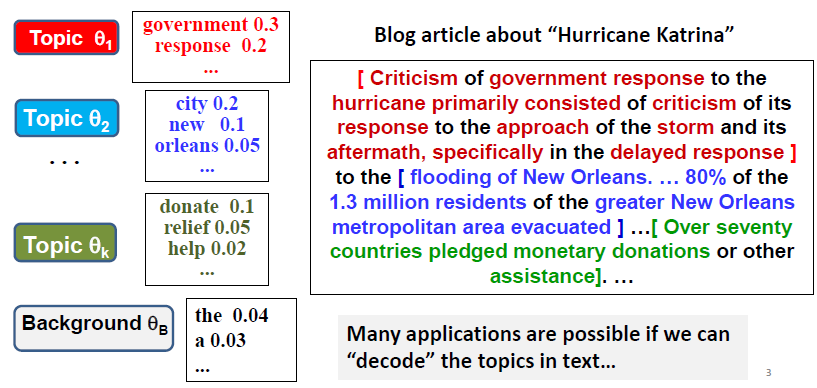 Topic θ1
government 0.3
response 0.2
...
Topic θ2
city 0.2
new 0.1
orleans 0.05
...
. . .
Topic θk
donate 0.1
relief 0.05
help 0.02
...
Background θB
the 0.04
a 0.03
...
Blog article about “Hurricane Katrina”
[ Criticism of government response to the
hurricane primarily consisted of criticism of its
response to the approach of the storm and its
aftermath, specifically in the delayed response ]
to the [ flooding of New Orleans. … 80% of the
1.3 million residents of the greater New Orleans
metropolitan area evacuated ] …[ Over seventy
countries pledged monetary donations or other
assistance]. …
Many applications are possible if we can
“decode” the topics in text…
3